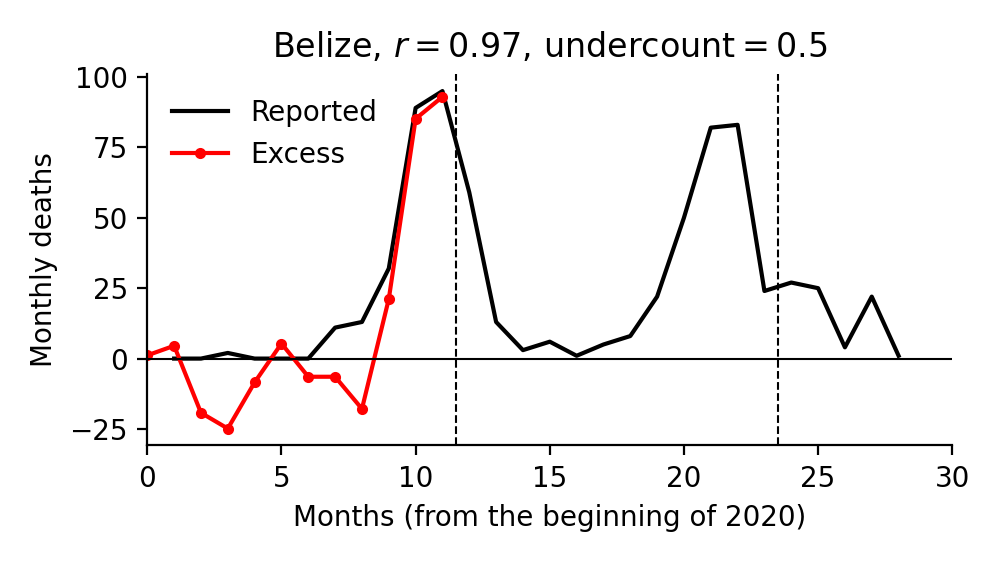 Belize, r = 0.97, undercount = 0.5
100
75
50
25
0
−25
Monthly deaths
Reported
Excess
0 5 10 15 20 25 30
Months (from the beginning of 2020)